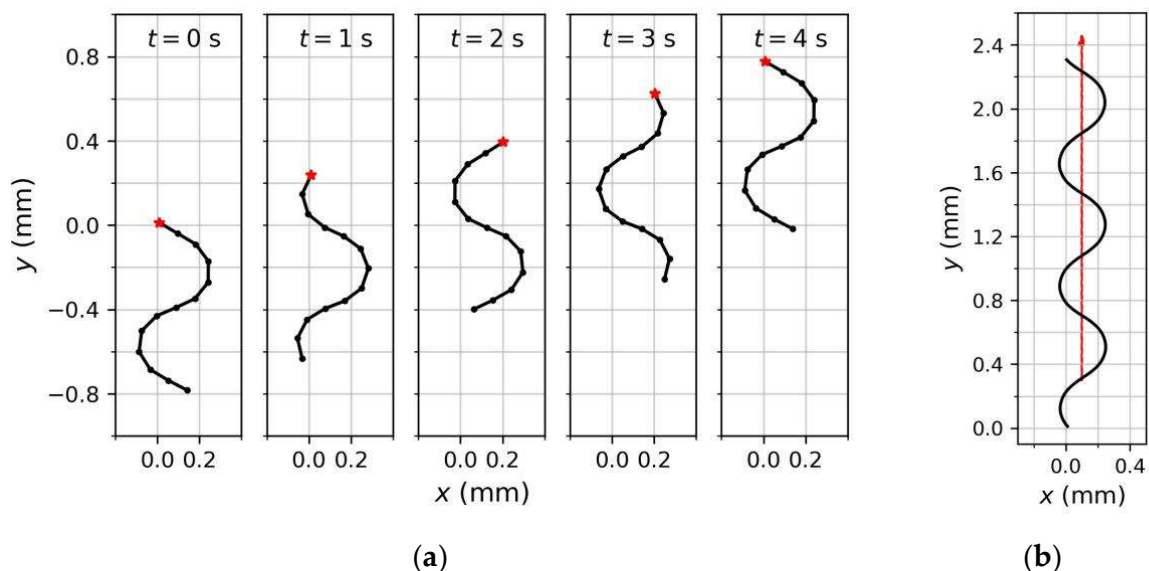 t = 0 s
t = 1 s
t = 2 s
t = 3 s
t = 4 s
0.8
0.4
0.0
−0.4
−0.8
y (mm)
0.0 0.2
0.0 0.2
0.0 0.2
0.0 0.2
0.0 0.2
x (mm)
(a)
2.4
2.0
1.6
1.2
0.8
0.4
0.0
y (mm)
0.0 0.4
x (mm)
(b)